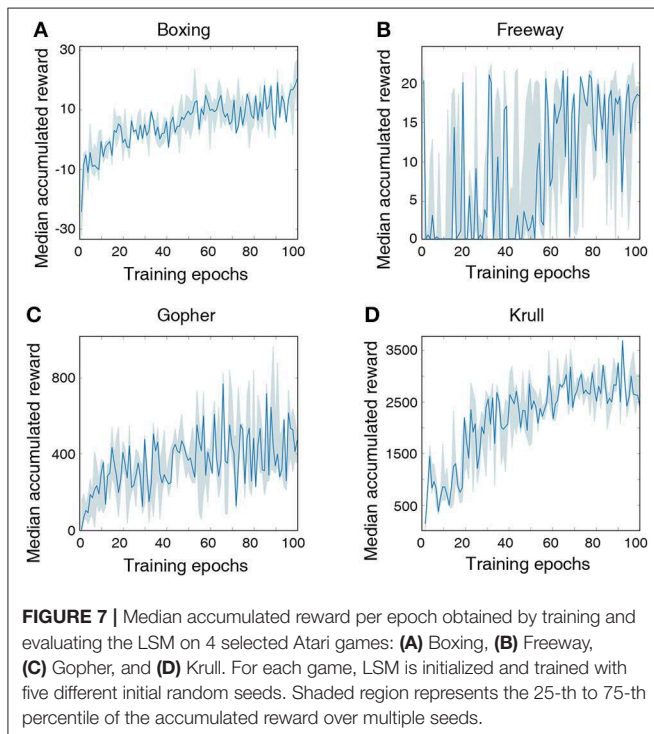 A
Boxing
Median accumulated reward
30
10
-10
-30
0 20 40 60 80 100
Training epochs
B
Freeway
Median accumulated reward
20
15
10
5
0
0 20 40 60 80 100
Training epochs
C
Gopher
Median accumulated reward
800
400
0
0 20 40 60 80 100
Training epochs
D
Krull
Median accumulated reward
3500
2500
1500
500
0 20 40 60 80 100
Training epochs
FIGURE 7 | Median accumulated reward per epoch obtained by training and
evaluating the LSM on 4 selected Atari games: (A) Boxing, (B) Freeway,
(C) Gopher, and (D) Krull. For each game, LSM is initialized and trained with
five different initial random seeds. Shaded region represents the 25-th to 75-th
percentile of the accumulated reward over multiple seeds.